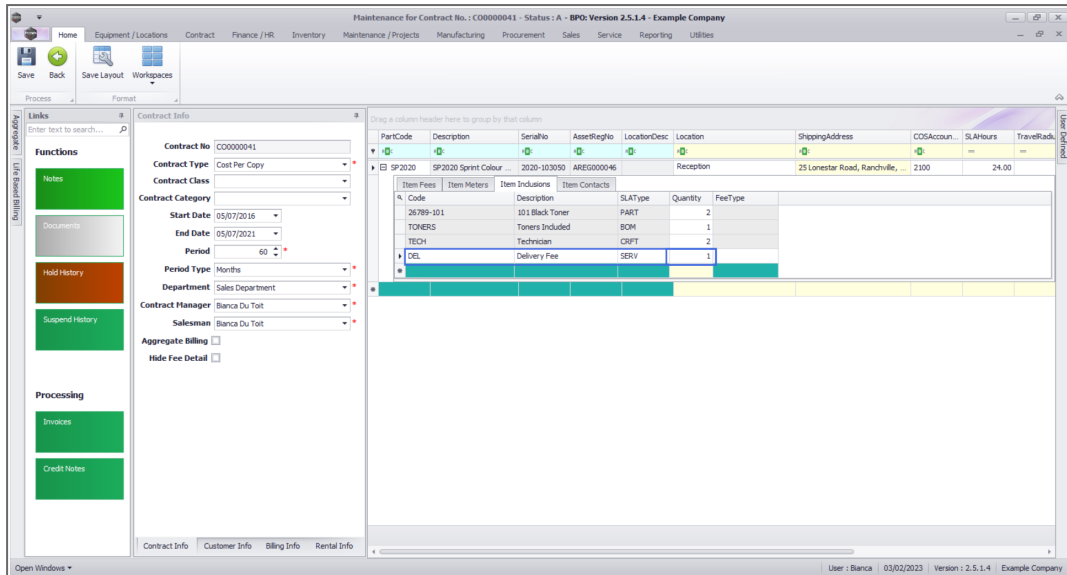 Maintenance for Contract No. : CO0000041 - Status : A - BPO: Version 2.5.1.4 - Example Company
Home Equipment / Locations Contract Finance / HR Inventory Maintenance / Projects Manufacturing Procurement Sales Service Reporting Utilities
Save Back Save Layout Workspaces
Process Format
Links
Enter text to search...
Functions
Notes
Documents
Hold History
Suspend History
Processing
Invoices
Credit Notes
Aggregate
Life Based Billing
Contract Info
Contract No CO0000041
Contract Type Cost Per Copy *
Contract Class
Contract Category
Start Date 05/07/2016
End Date 05/07/2021
Period 60 *
Period Type Months *
Department Sales Department *
Contract Manager Bianca Du Toit *
Salesman Bianca Du Toit *
Aggregate Billing
Hide Fee Detail
Contract Info Customer Info Billing Info Rental Info
Drag a column header here to group by that column
PartCode Description SerialNo AssetRegNo LocationDesc Location ShippingAddress COSAccoun... SLAHours TravelRadiu
SP2020 SP2020 Sprint Colour ... 2020-103050 AREG000046 Reception 25 Lonestar Road, Ranchville, ... 2100 24.00
Item Fees Item Meters Item Inclusions Item Contacts
Code Description SLAType Quantity FeeType
26789-101 101 Black Toner PART 2
TONERS Toners Included BOM 1
TECH Technician CRFT 2
DEL Delivery Fee SERV 1
User Defined
Open Windows User : Bianca 03/02/2023 Version : 2.5.1.4 Example Company